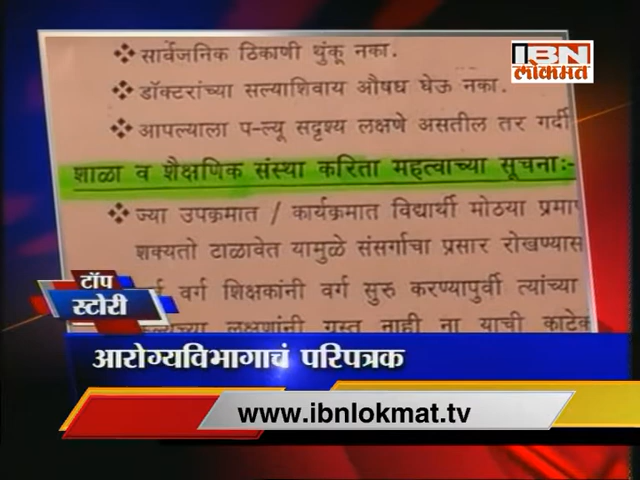 IBN
लोकमत
सार्वजनिक ठिकाणी थुंकू नका.
डॉक्टरांच्या सल्याशिवाय औषध घेऊ नका.
आपल्याला प-ल्यू सदृश्य लक्षणे असतील तर गर्दी
शाळा व शैक्षणिक संस्था करिता महत्वाच्या सूचनाः-
ज्या उपक्रमात / कार्यक्रमात विद्यार्थी मोठया प्रमा
शक्यतो टाळावेत यामुळे संसर्गाचा प्रसार रोखण्यास
वर्ग शिक्षकांनी वर्ग सुरु करण्यापुर्वी त्यांच्या
लक्षणांनी ग्रस्त नाही ना याची काटेक
टॉप
स्टोरी
आरोग्यविभागाचं परिपत्रक
www.ibnlokmat.tv